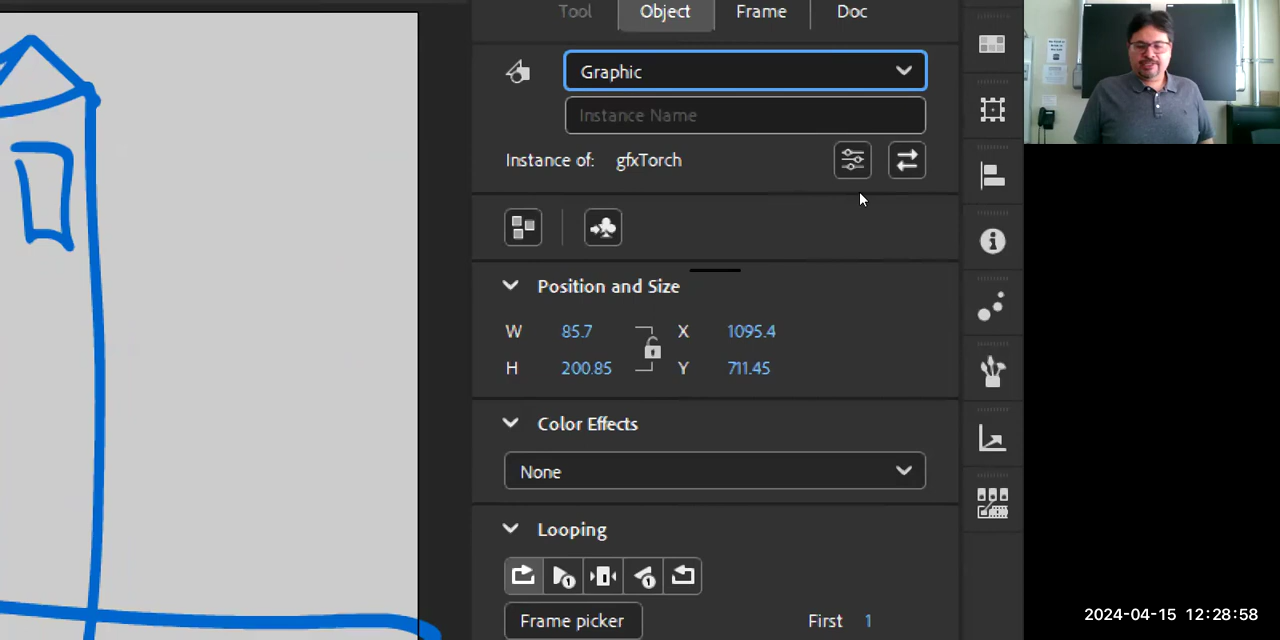 Tool Object Frame Doc
Graphic
Instance Name
Instance of: gfxTorch
Position and Size
W 85.7 X 1095.4
H 200.85 Y 711.45
Color Effects
None
Looping
Frame picker First 1
2024-04-15 12:28:58